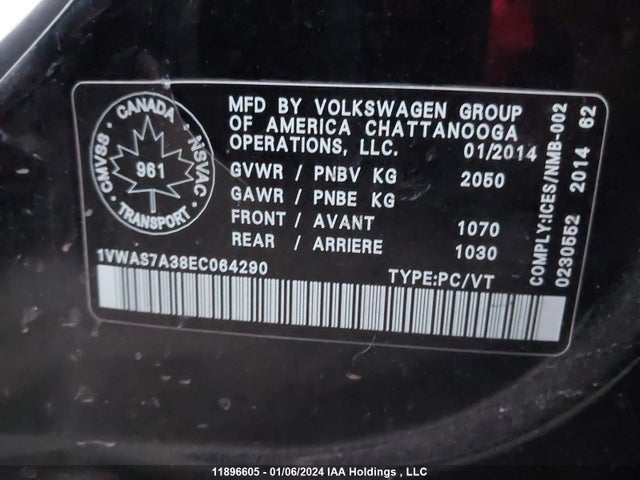 CMVSS CANADA NSVAC
961
TRANSPORT
MFD BY VOLKSWAGEN GROUP
OF AMERICA CHATTANOOGA
OPERATIONS, LLC. 01/2014
GVWR / PNBV KG 2050
GAWR / PNBE KG
FRONT / AVANT 1070
REAR / ARRIERE 1030
1VWAS7A38EC064290 TYPE:PC/VT
COMPLY:ICES/NMB-002
0230552 2014 62
11896605 - 01/06/2024 IAA Holdings , LLC